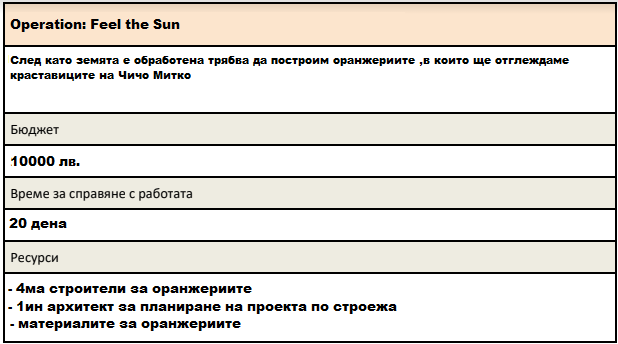 Operation: Feel the Sun
След като земята е обработена трябва да построим оранжериите ,в които ще отглеждаме
краставиците на Чичо Митко
Бюджет
10000 лв.
Време за справяне с работата
20 дена
Ресурси
- 4ма строители за оранжериите
- 1ин архитект за планиране на проекта по строежа
- материалите за оранжериите